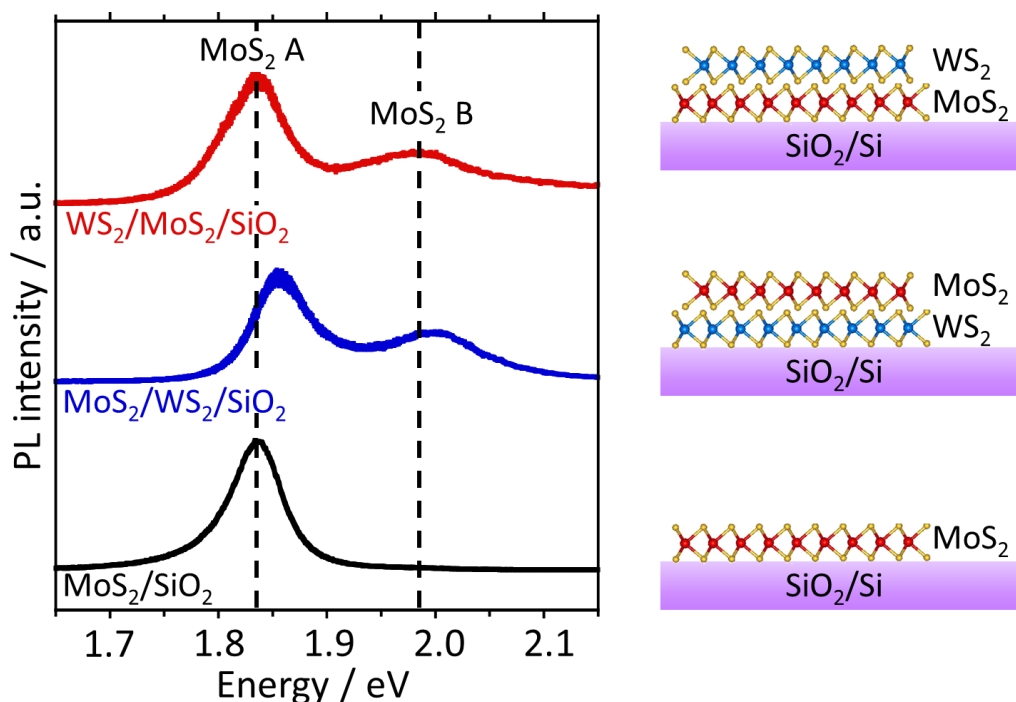 PL intensity / a.u.
MoS₂ A
MoS₂ B
WS₂/MoS₂/SiO₂
MoS₂/WS₂/SiO₂
MoS₂/SiO₂
1.7 1.8 1.9 2.0 2.1
Energy / eV
WS₂
MoS₂
SiO₂/Si
MoS₂
WS₂
SiO₂/Si
MoS₂
SiO₂/Si